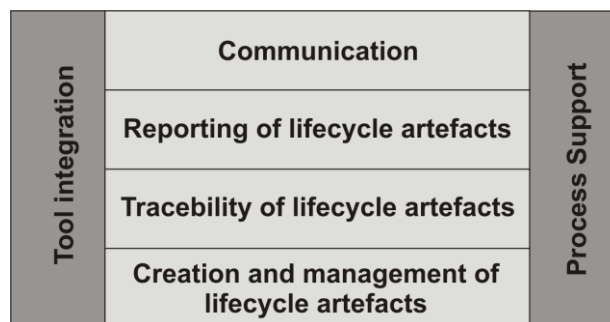 Tool integration
Communication
Reporting of lifecycle artefacts
Tracebility of lifecycle artefacts
Creation and management of
lifecycle artefacts
Process Support